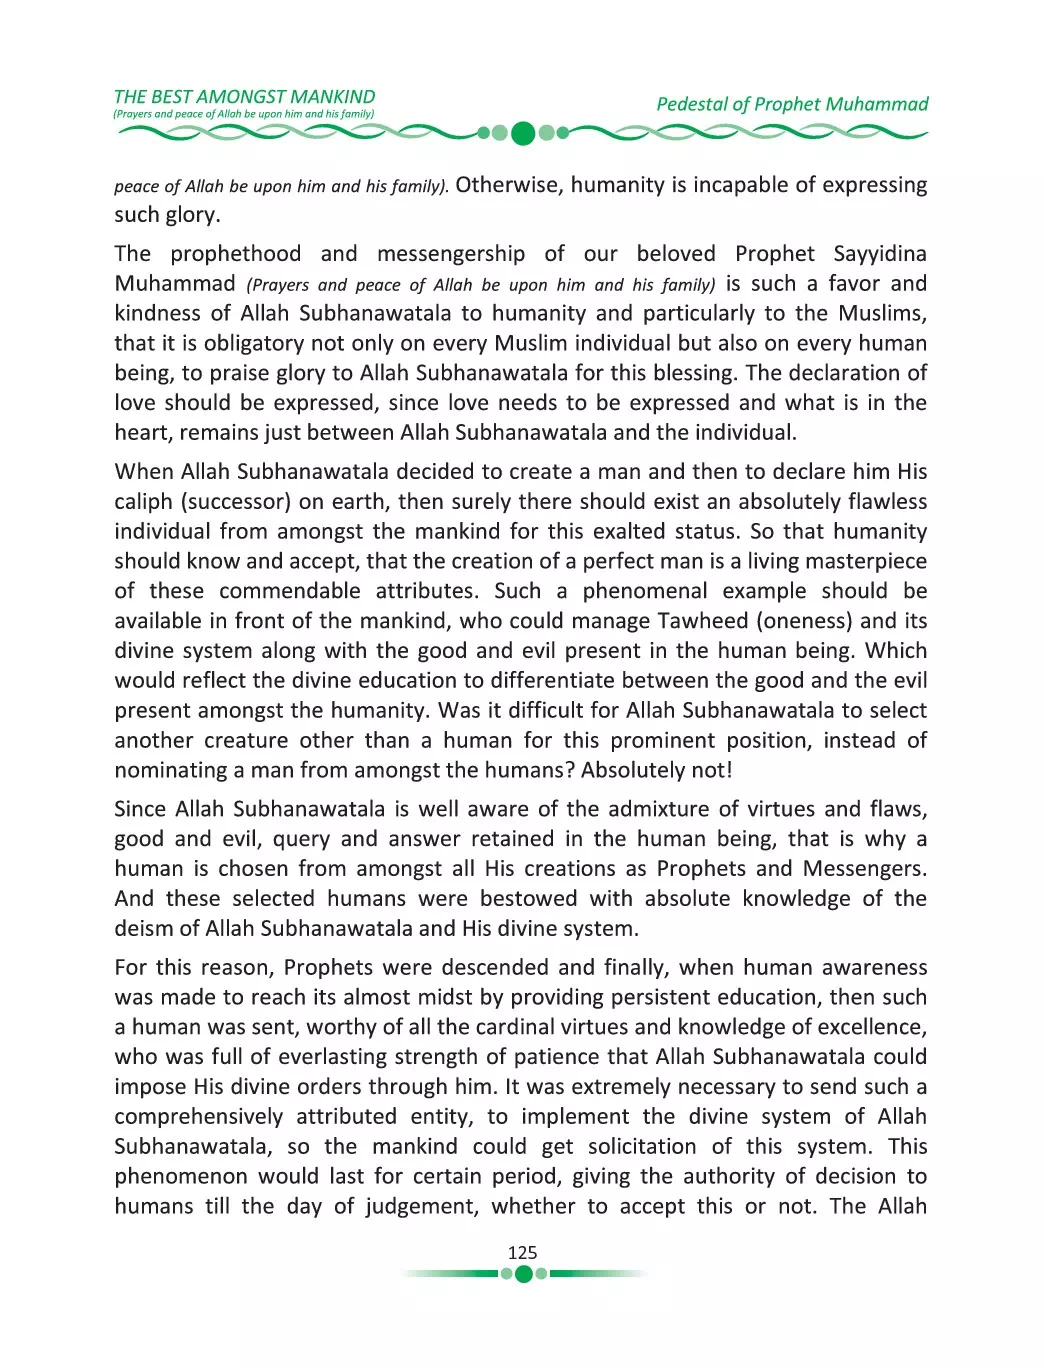 THE BEST AMONGST MANKIND
(Prayers and peace of Allah be upon him and his family)
Pedestal of Prophet Muhammad
peace of Allah be upon him and his family). Otherwise, humanity is incapable of expressing
such glory.
The prophethood and messengership of our beloved Prophet Sayyidina
Muhammad (Prayers and peace of Allah be upon him and his family) is such a favor and
kindness of Allah Subhanawatala to humanity and particularly to the Muslims,
that it is obligatory not only on every Muslim individual but also on every human
being, to praise glory to Allah Subhanawatala for this blessing. The declaration of
love should be expressed, since love needs to be expressed and what is in the
heart, remains just between Allah Subhanawatala and the individual.
When Allah Subhanawatala decided to create a man and then to declare him His
caliph (successor) on earth, then surely there should exist an absolutely flawless
individual from amongst the mankind for this exalted status. So that humanity
should know and accept, that the creation of a perfect man is a living masterpiece
of these commendable attributes. Such a phenomenal example should be
available in front of the mankind, who could manage Tawheed (oneness) and its
divine system along with the good and evil present in the human being. Which
would reflect the divine education to differentiate between the good and the evil
present amongst the humanity. Was it difficult for Allah Subhanawatala to select
another creature other than a human for this prominent position, instead of
nominating a man from amongst the humans? Absolutely not!
Since Allah Subhanawatala is well aware of the admixture of virtues and flaws,
good and evil, query and answer retained in the human being, that is why a
human is chosen from amongst all His creations as Prophets and Messengers.
And these selected humans were bestowed with absolute knowledge of the
deism of Allah Subhanawatala and His divine system.
For this reason, Prophets were descended and finally, when human awareness
was made to reach its almost midst by providing persistent education, then such
a human was sent, worthy of all the cardinal virtues and knowledge of excellence,
who was full of everlasting strength of patience that Allah Subhanawatala could
impose His divine orders through him. It was extremely necessary to send such a
comprehensively attributed entity, to implement the divine system of Allah
Subhanawatala, so the mankind could get solicitation of this system. This
phenomenon would last for certain period, giving the authority of decision to
humans till the day of judgement, whether to accept this or not. The Allah
125